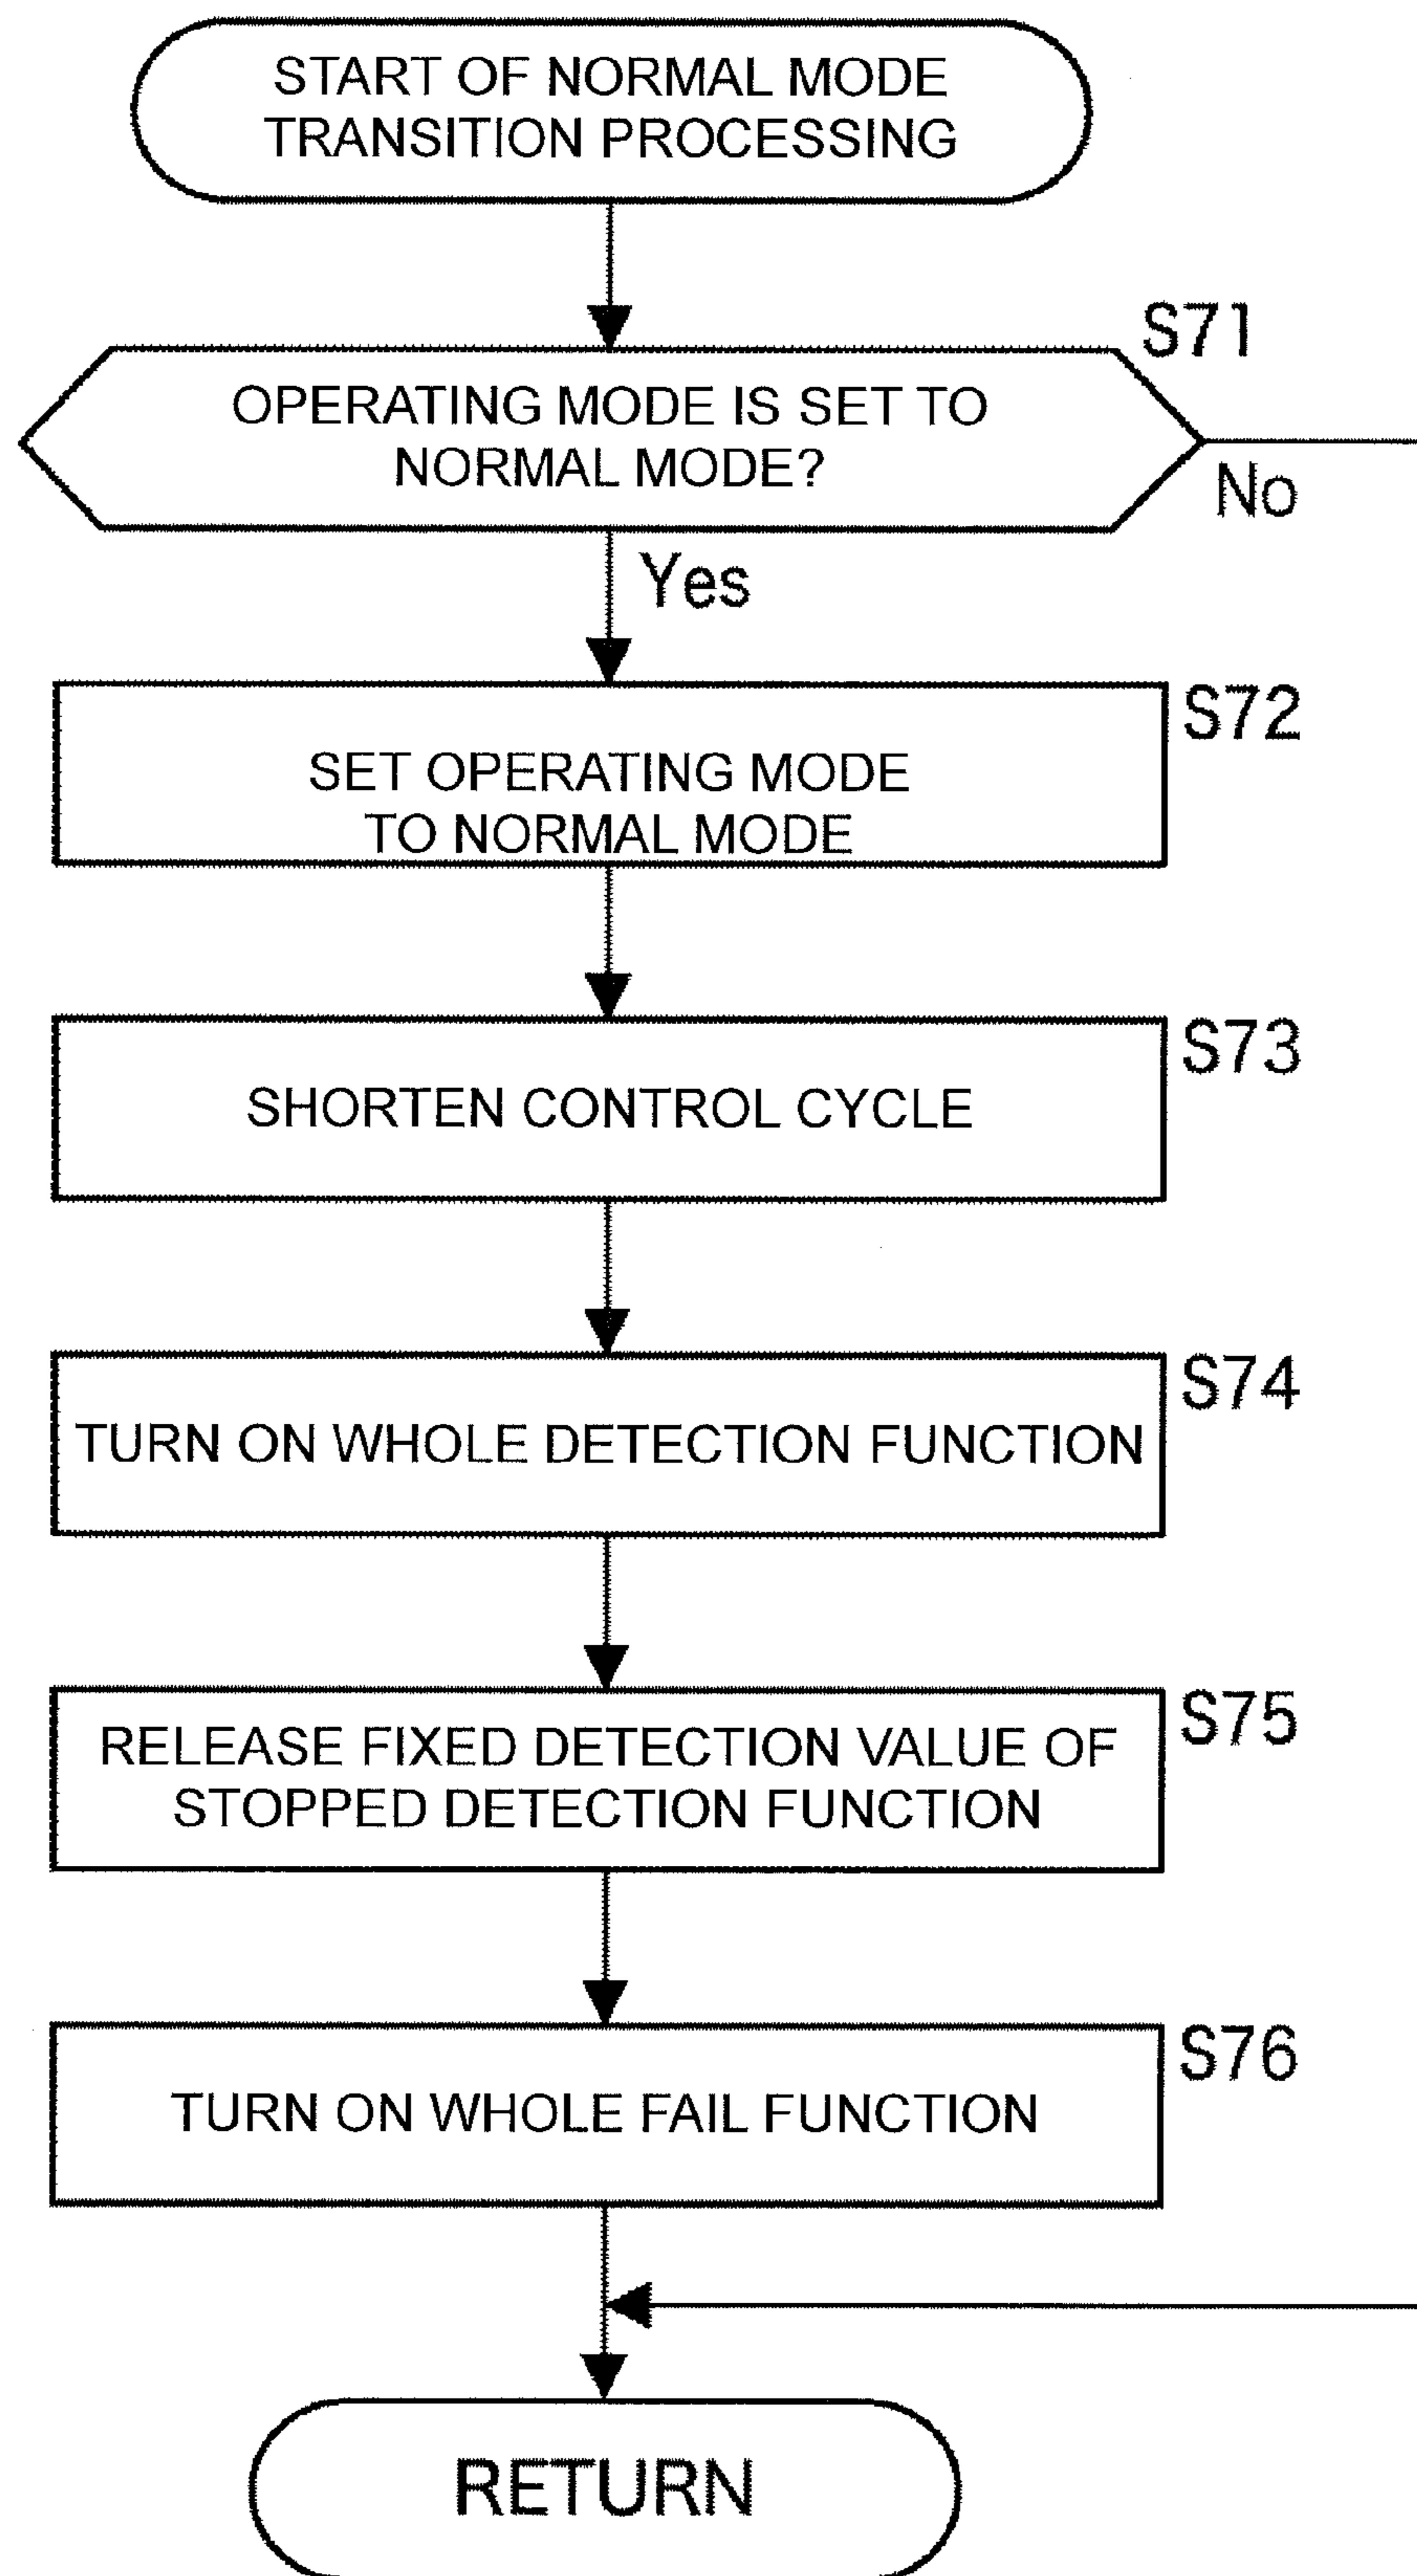 START OF NORMAL MODE
TRANSITION PROCESSING
S71
OPERATING MODE IS SET TO
NORMAL MODE?
No
Yes
S72
SET OPERATING MODE
TO NORMAL MODE
S73
SHORTEN CONTROL CYCLE
S74
TURN ON WHOLE DETECTION FUNCTION
S75
RELEASE FIXED DETECTION VALUE OF
STOPPED DETECTION FUNCTION
S76
TURN ON WHOLE FAIL FUNCTION
RETURN